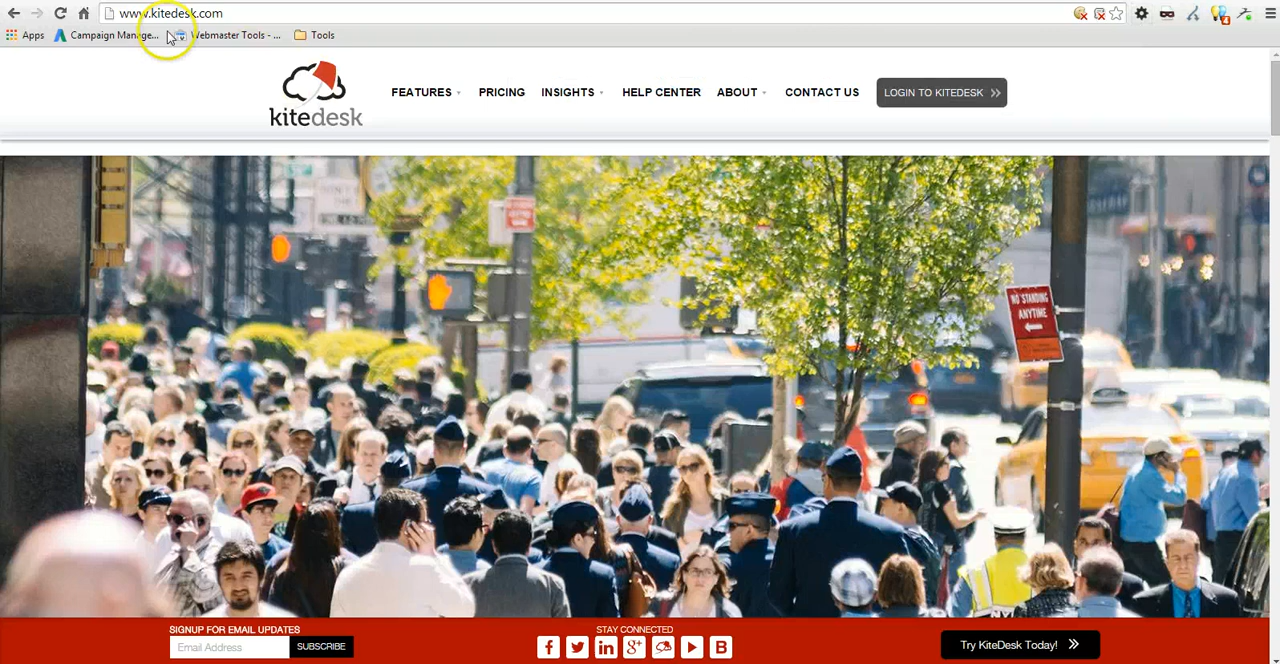 www.kitedesk.com
Apps Campaign Manage... Webmaster Tools - ... Tools
kitedesk
FEATURES PRICING INSIGHTS HELP CENTER ABOUT CONTACT US LOGIN TO KITEDESK
NO STANDING
ANYTIME
SIGNUP FOR EMAIL UPDATES
Email Address SUBSCRIBE
STAY CONNECTED
Try KiteDesk Today!